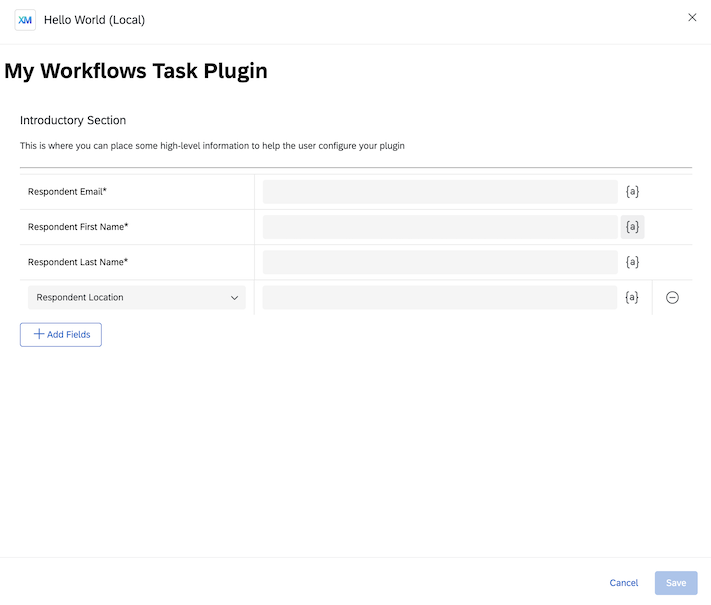 XM Hello World (Local)
My Workflows Task Plugin
Introductory Section
This is where you can place some high-level information to help the user configure your plugin
Respondent Email* {a}
Respondent First Name* {a}
Respondent Last Name* {a}
Respondent Location {a}
Add Fields
Cancel Save